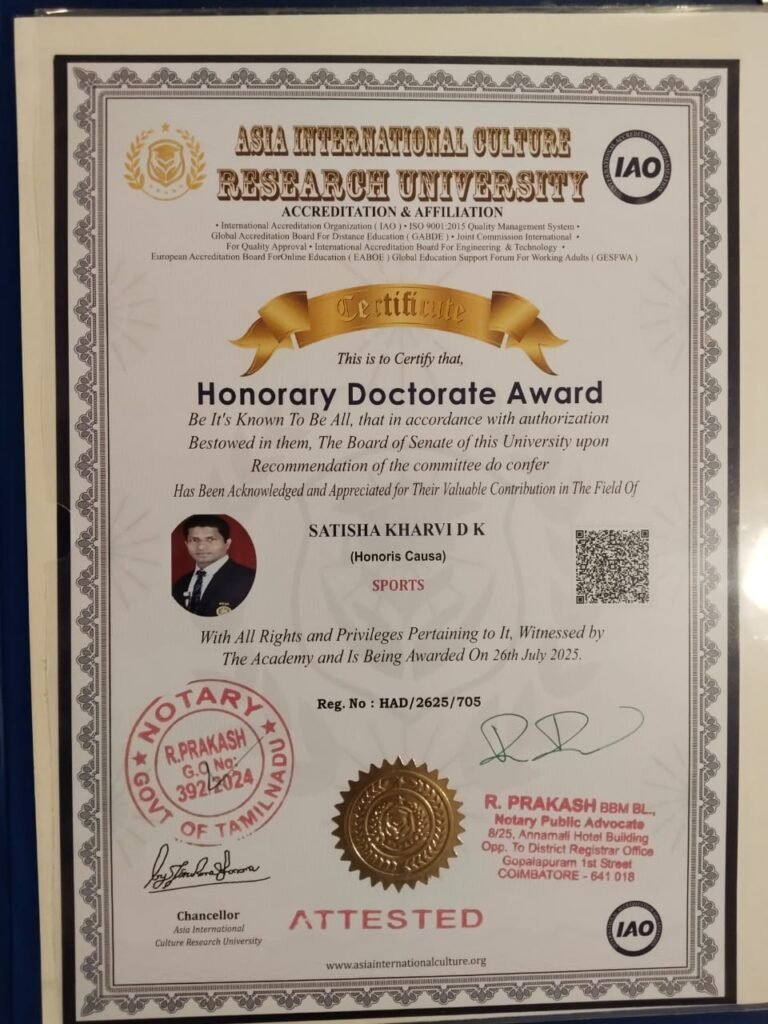 ASIA INTERNATIONAL CULTURE
RESEARCH UNIVERSITY
IAO
ACCREDITATION & AFFILIATION
• International Accreditation Organization ( IAO ) • ISO 9001:2015 Quality Management System •
Global Accreditation Board For Distance Education ( GABDE ) • Joint Commission International •
For Quality Approval • International Accreditation Board For Engineering & Technology •
European Accreditation Board ForOnline Education ( EABOE ) Global Education Support Forum For Working Adults ( GESFWA )
Certificate
This is to Certify that,
Honorary Doctorate Award
Be It's Known To Be All, that in accordance with authorization
Bestowed in them, The Board of Senate of this University upon
Recommendation of the committee do confer
Has Been Acknowledged and Appreciated for Their Valuable Contribution in The Field Of
SATISHA KHARVI D K
(Honoris Causa)
SPORTS
With All Rights and Privileges Pertaining to It, Witnessed by
The Academy and Is Being Awarded On 26th July 2025.
Reg. No : HAD/2625/705
NOTARY
R.PRAKASH
G.O No:
392/2024
GOVT OF TAMILNADU
R. PRAKASH BBM BL.,
Notary Public Advocate
8/25, Annamali Hotel Building
Opp. To District Registrar Office
Gopalapuram 1st Street
COIMBATORE - 641 018
Chancellor
Asia International
Culture Research University
ATTESTED
IAO
www.asiainternationalculture.org